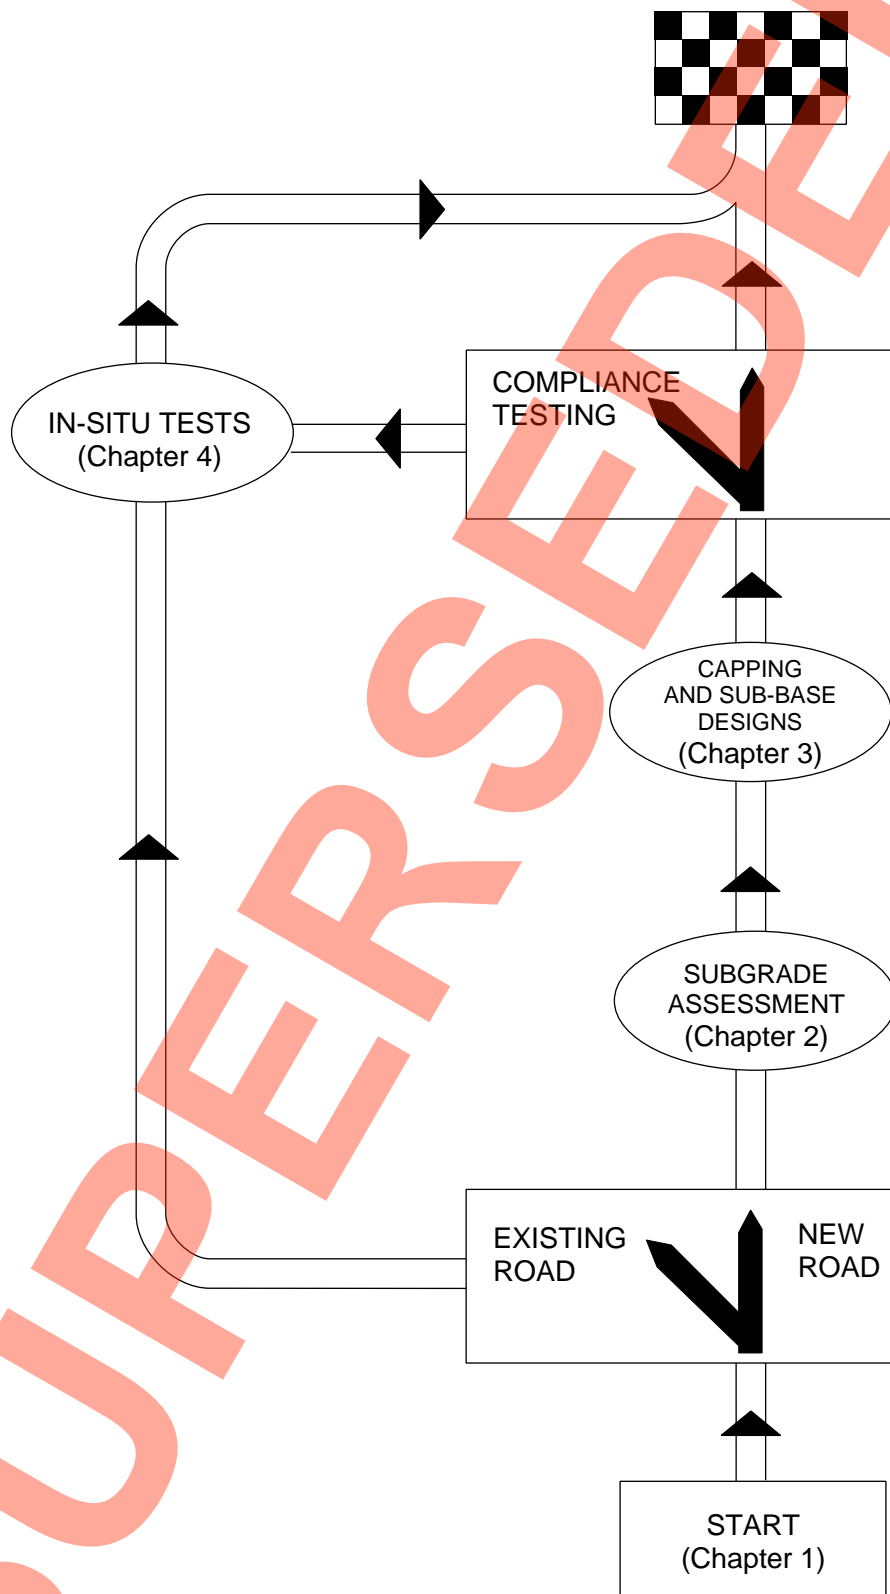 COMPLIANCE
TESTING
IN-SITU TESTS
(Chapter 4)
CAPPING
AND SUB-BASE
DESIGNS
(Chapter 3)
SUBGRADE
ASSESSMENT
(Chapter 2)
EXISTING
ROAD
NEW
ROAD
START
(Chapter 1)
SUPERSEDED